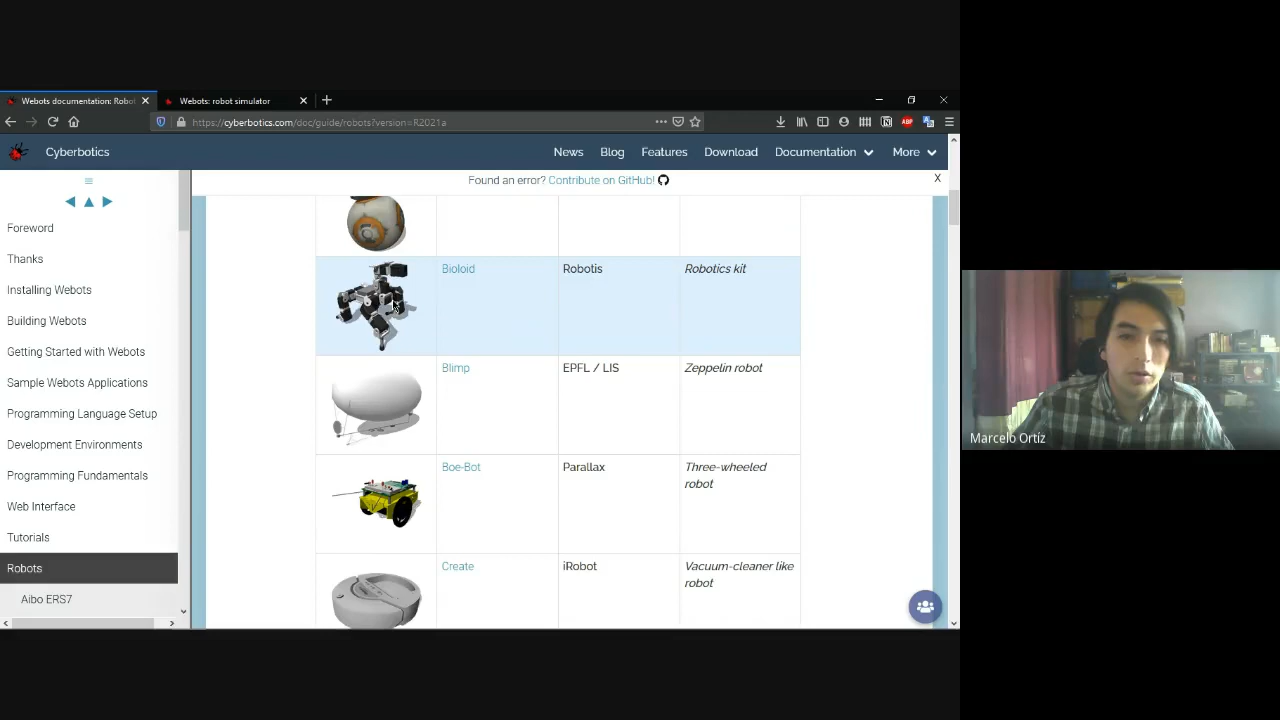 Webots documentation: Robot
Webots: robot simulator
https://cyberbotics.com/doc/guide/robots?version=R2021a
ABP
Cyberbotics
News
Blog
Features
Download
Documentation
More
Found an error? Contribute on GitHub!
X
Foreword
Thanks
Installing Webots
Building Webots
Getting Started with Webots
Sample Webots Applications
Programming Language Setup
Development Environments
Programming Fundamentals
Web Interface
Tutorials
Robots
Aibo ERS7
Bioloid
Robotis
Robotics kit
Blimp
EPFL / LIS
Zeppelin robot
Boe-Bot
Parallax
Three-wheeled
robot
Create
iRobot
Vacuum-cleaner like
robot
Marcelo Ortíz